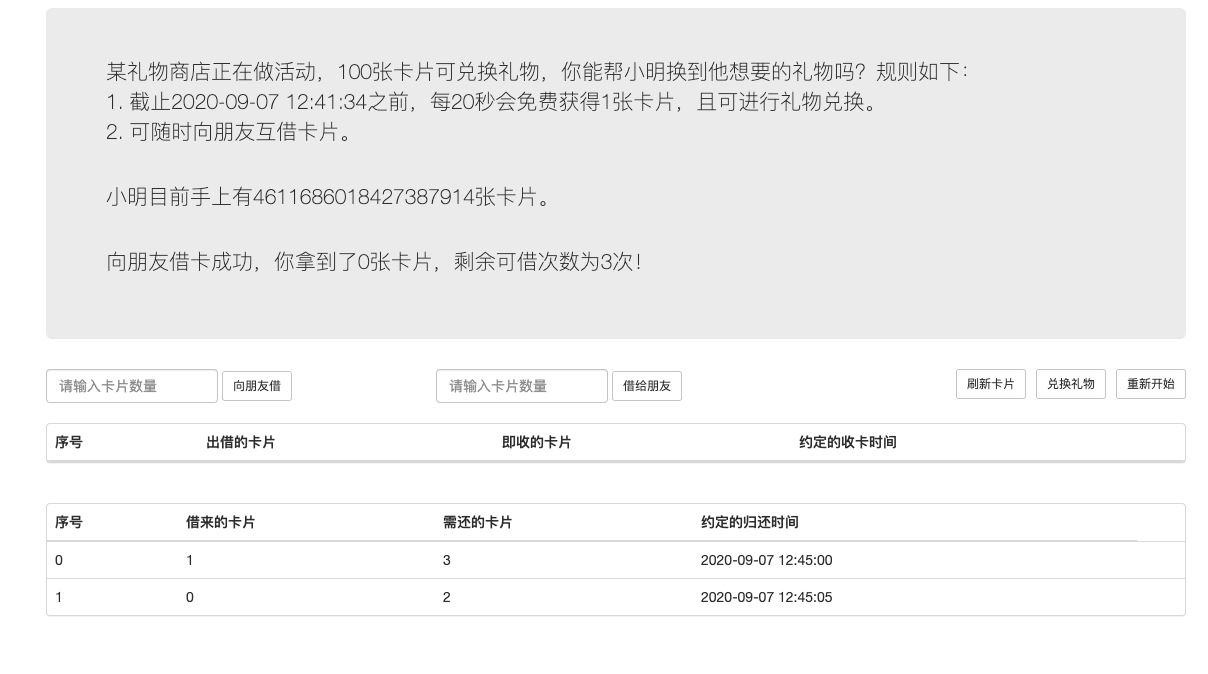 某礼物商店正在做活动，100张卡片可兑换礼物，你能帮小明换到他想要的礼物吗？规则如下：
1. 截止2020-09-07 12:41:34之前，每20秒会免费获得1张卡片，且可进行礼物兑换。
2. 可随时向朋友互借卡片。
小明目前手上有4611686018427387914张卡片。
向朋友借卡成功，你拿到了0张卡片，剩余可借次数为3次！
请输入卡片数量 向朋友借 请输入卡片数量 借给朋友 刷新卡片 兑换礼物 重新开始
序号 出借的卡片 即收的卡片 约定的收卡时间
序号 借来的卡片 需还的卡片 约定的归还时间
0 1 3 2020-09-07 12:45:00
1 0 2 2020-09-07 12:45:05